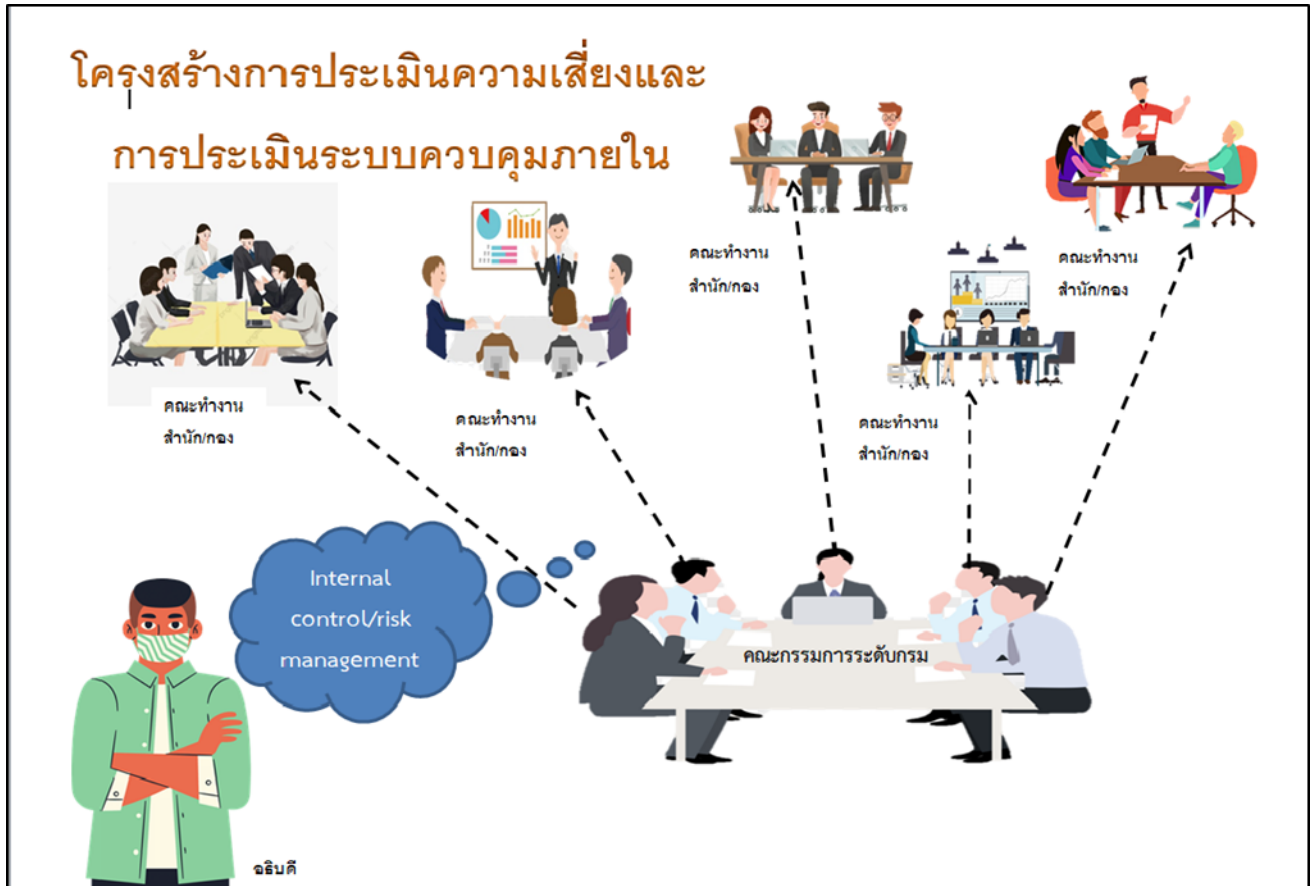 โครงสร้างการประเมินความเสี่ยงและ
การประเมินระบบควบคุมภายใน
คณะทำงาน
สำนัก/กอง
คณะทำงาน
สำนัก/กอง
คณะทำงาน
สำนัก/กอง
คณะทำงาน
สำนัก/กอง
คณะทำงาน
สำนัก/กอง
Internal
control/risk
management
คณะกรรมการระดับกรม
อธิบดี